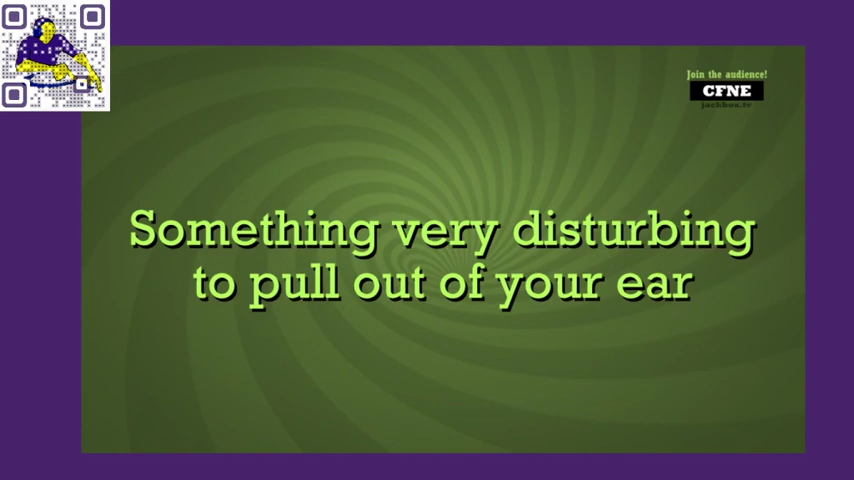 Join the audience!
CFNE
jackbox.tv
Something very disturbing
to pull out of your ear